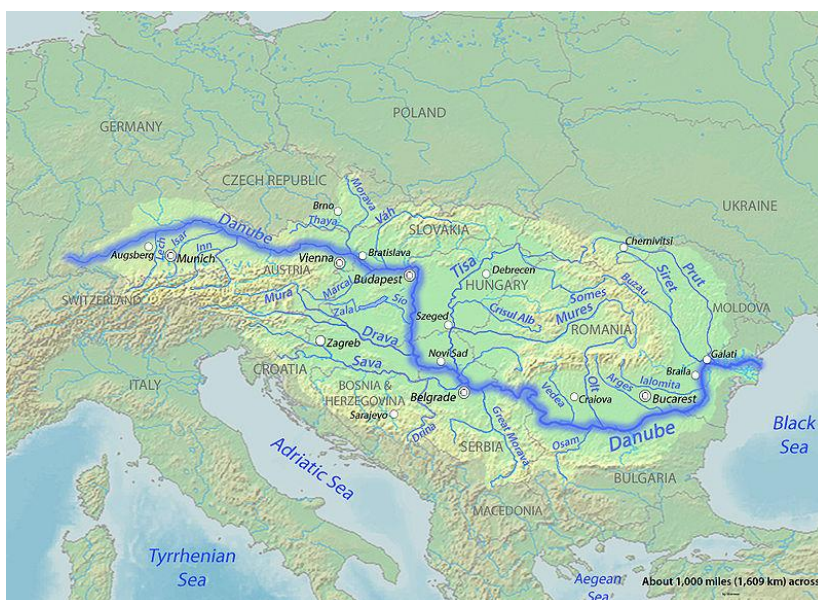 POLAND
GERMANY
CZECH REPUBLIC
Morava
UKRAINE
Brno
Thaya
Váh
Danube
SLOVAKIA
Chernivitsi
Augsberg
Lech
Isar
Inn
Munich
Vienna
Bratislava
AUSTRIA
Budapest
Tisa
Debrecen
HUNGARY
Buzau
Siret
Prut
SWITZERLAND
Mura
Marcal
Zala
Sio
Somes
Mures
Crisul Alb
MOLDOVA
Szeged
ROMANIA
Drava
Zagreb
Sava
Novi Sad
Galati
Braila
CROATIA
ITALY
BOSNIA &
HERZEGOVINA
Belgrade
Vedea
Olt
Arges
Ialomita
Craiova
Bucarest
Sarajevo
Drina
Great Morava
SERBIA
Osam
Danube
Black
Sea
Adriatic Sea
BULGARIA
MACEDONIA
Tyrrhenian
Sea
Aegean
Sea
About 1,000 miles (1,609 km) across